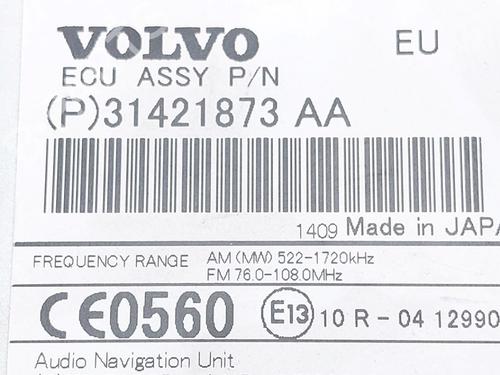 VOLVO EU
ECU ASSY P/N
(P)31421873 AA
1409 Made in JAPA
FREQUENCY RANGE AM (MW) 522-1720kHz
FM 76.0-108.0MHz
CE0560 E13 10 R - 04 12990
Audio Navigation Unit